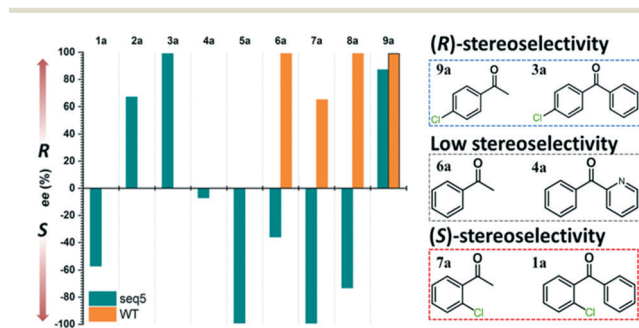 1a 2a 3a 4a 5a 6a 7a 8a 9a
100
80
60
40
20
0
-20
-40
-60
-80
-100
R
ee (%)
S
seq5
WT
(R)-stereoselectivity
9a 3a
O O
Cl Cl
Low stereoselectivity
6a 4a
O O N
(S)-stereoselectivity
7a 1a
O O
Cl Cl